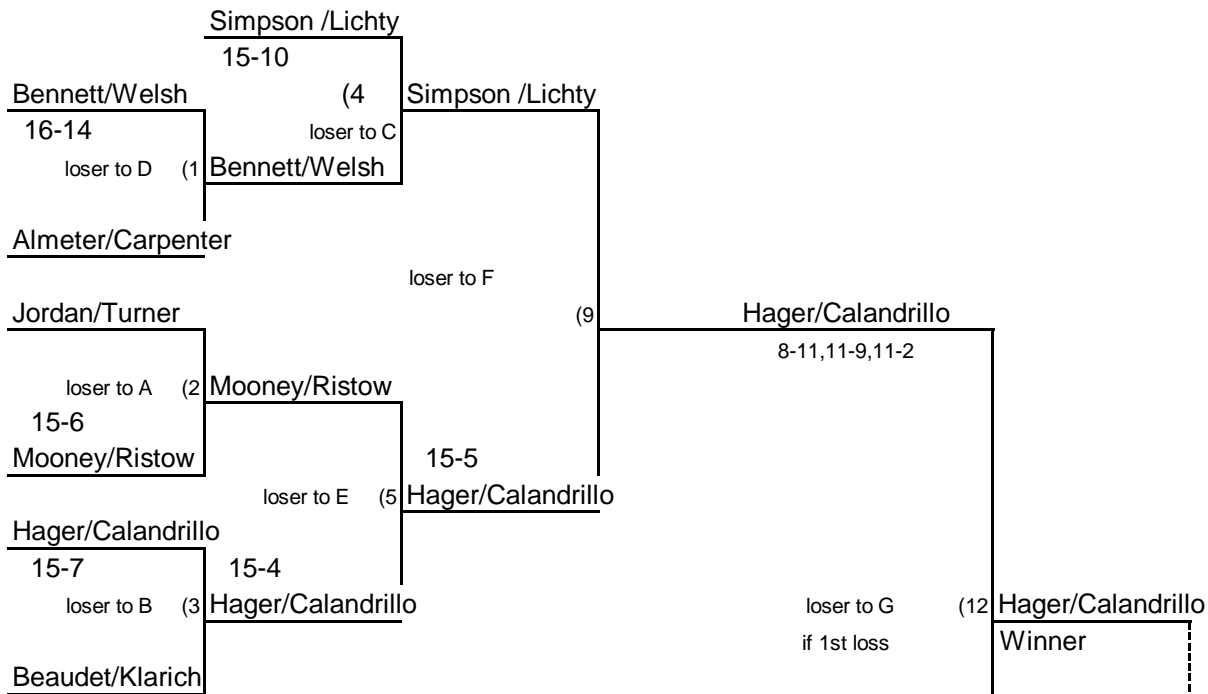 Simpson /Lichty
15-10
Bennett/Welsh (4 Simpson /Lichty
16-14 loser to C
loser to D (1 Bennett/Welsh
Almeter/Carpenter
loser to F
Jordan/Turner (9 Hager/Calandrillo
8-11,11-9,11-2
loser to A (2 Mooney/Ristow
15-6
Mooney/Ristow 15-5
loser to E (5 Hager/Calandrillo
Hager/Calandrillo
15-7 15-4
loser to B (3 Hager/Calandrillo loser to G (12 Hager/Calandrillo
if 1st loss Winner
Beaudet/Klarich